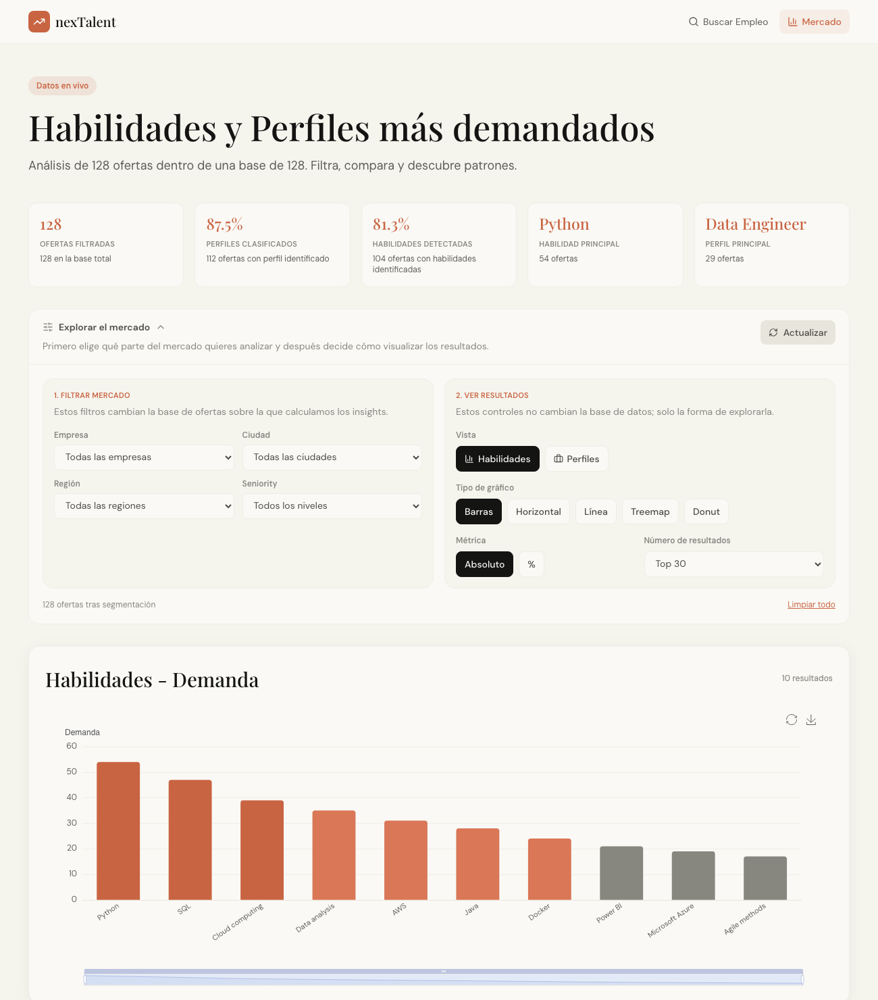 nexTalent
Buscar Empleo
Mercado
Datos en vivo
Habilidades y Perfiles más demandados
Análisis de 128 ofertas dentro de una base de 128. Filtra, compara y descubre patrones.
128
OFERTAS FILTRADAS
128 en la base total
87.5%
PERFILES CLASIFICADOS
112 ofertas con perfil identificado
81.3%
HABILIDADES DETECTADAS
104 ofertas con habilidades
identificadas
Python
HABILIDAD PRINCIPAL
54 ofertas
Data Engineer
PERFIL PRINCIPAL
29 ofertas
Explorar el mercado
Primero elige qué parte del mercado quieres analizar y después decide cómo visualizar los resultados.
Actualizar
1. FILTRAR MERCADO
Estos filtros cambian la base de ofertas sobre la que calculamos los insights.
Empresa
Todas las empresas
Ciudad
Todas las ciudades
Región
Todas las regiones
Seniority
Todos los niveles
2. VER RESULTADOS
Estos controles no cambian la base de datos; solo la forma de explorarla.
Vista
Habilidades
Perfiles
Tipo de gráfico
Barras
Horizontal
Línea
Treemap
Donut
Métrica
Absoluto
%
Número de resultados
Top 30
128 ofertas tras segmentación
Limpiar todo
Habilidades - Demanda
10 resultados
Demanda
60
50
40
30
20
10
0
Python
SQL
Cloud computing
Data analysis
AWS
Java
Docker
Power BI
Microsoft Azure
Agile methods